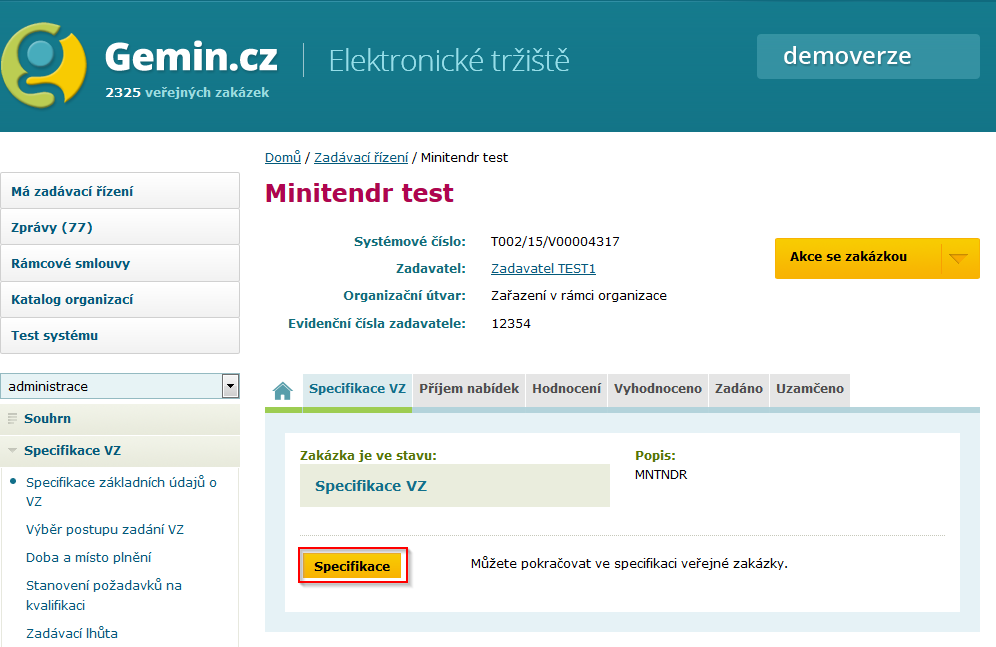 Gemin.cz
Elektronické tržiště
demoverze
2325 veřejných zakázek
Domů / Zadávací řízení / Minitendr test
Má zadávací řízení
Zprávy (77)
Rámcové smlouvy
Katalog organizací
Test systému
administrace
Souhrn
Specifikace VZ
Specifikace základních údajů o
VZ
Výběr postupu zadání VZ
Doba a místo plnění
Stanovení požadavků na
kvalifikaci
Zadávací lhůta
Minitendr test
Systémové číslo: T002/15/V00004317
Zadavatel: Zadavatel TEST1
Organizační útvar: Zařazení v rámci organizace
Evidenční čísla zadavatele: 12354
Akce se zakázkou
Specifikace VZ Příjem nabídek Hodnocení Vyhodnoceno Zadáno Uzamčeno
Zakázka je ve stavu:
Specifikace VZ
Popis:
MNTNDR
Specifikace
Můžete pokračovat ve specifikaci veřejné zakázky.